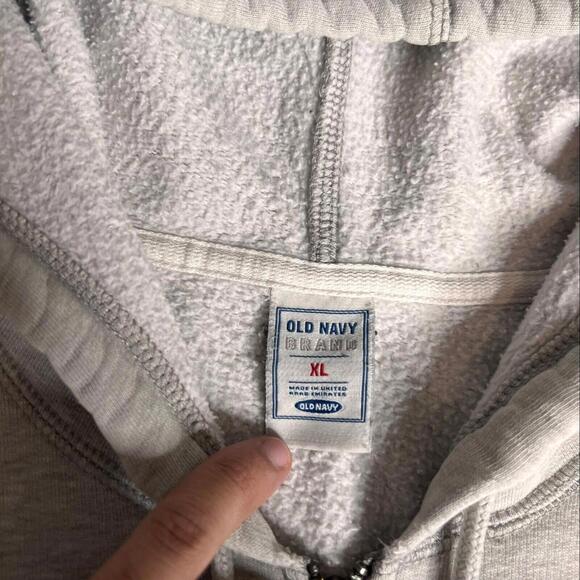 OLD NAVY
BRAND
XL
MADE IN UNITED
ARAB EMIRATES
OLD NAVY